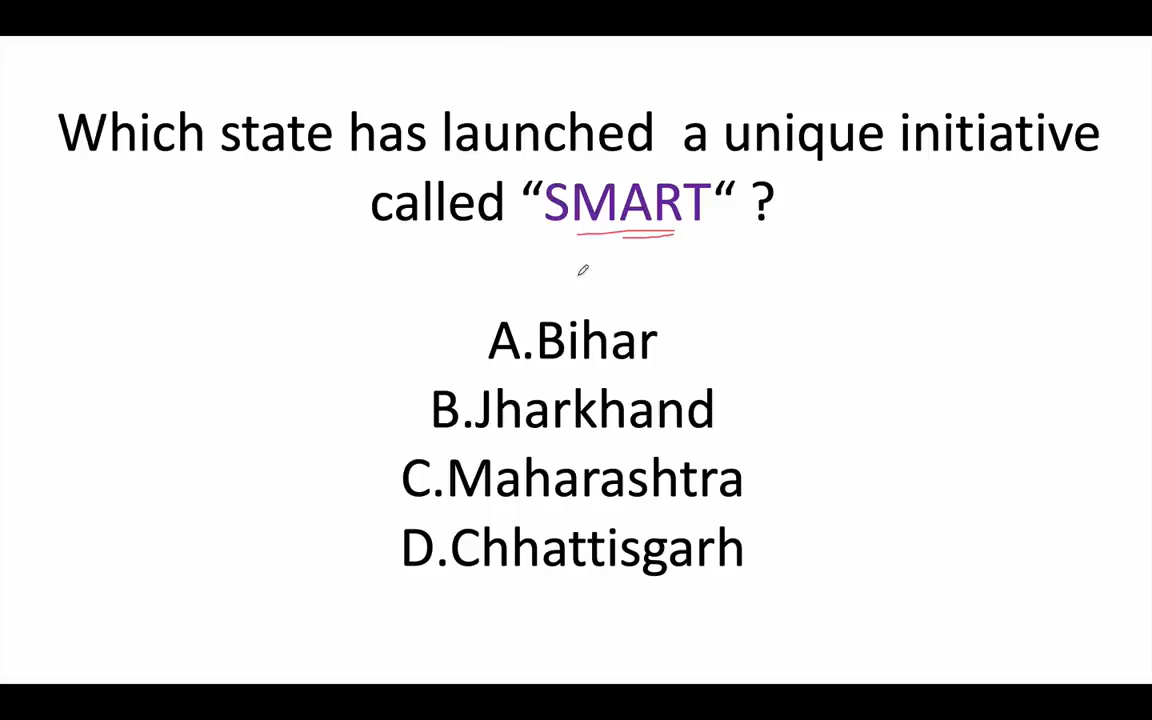 Which state has launched  a unique initiative
called “SMART“ ?
A.Bihar
B.Jharkhand
C.Maharashtra
D.Chhattisgarh